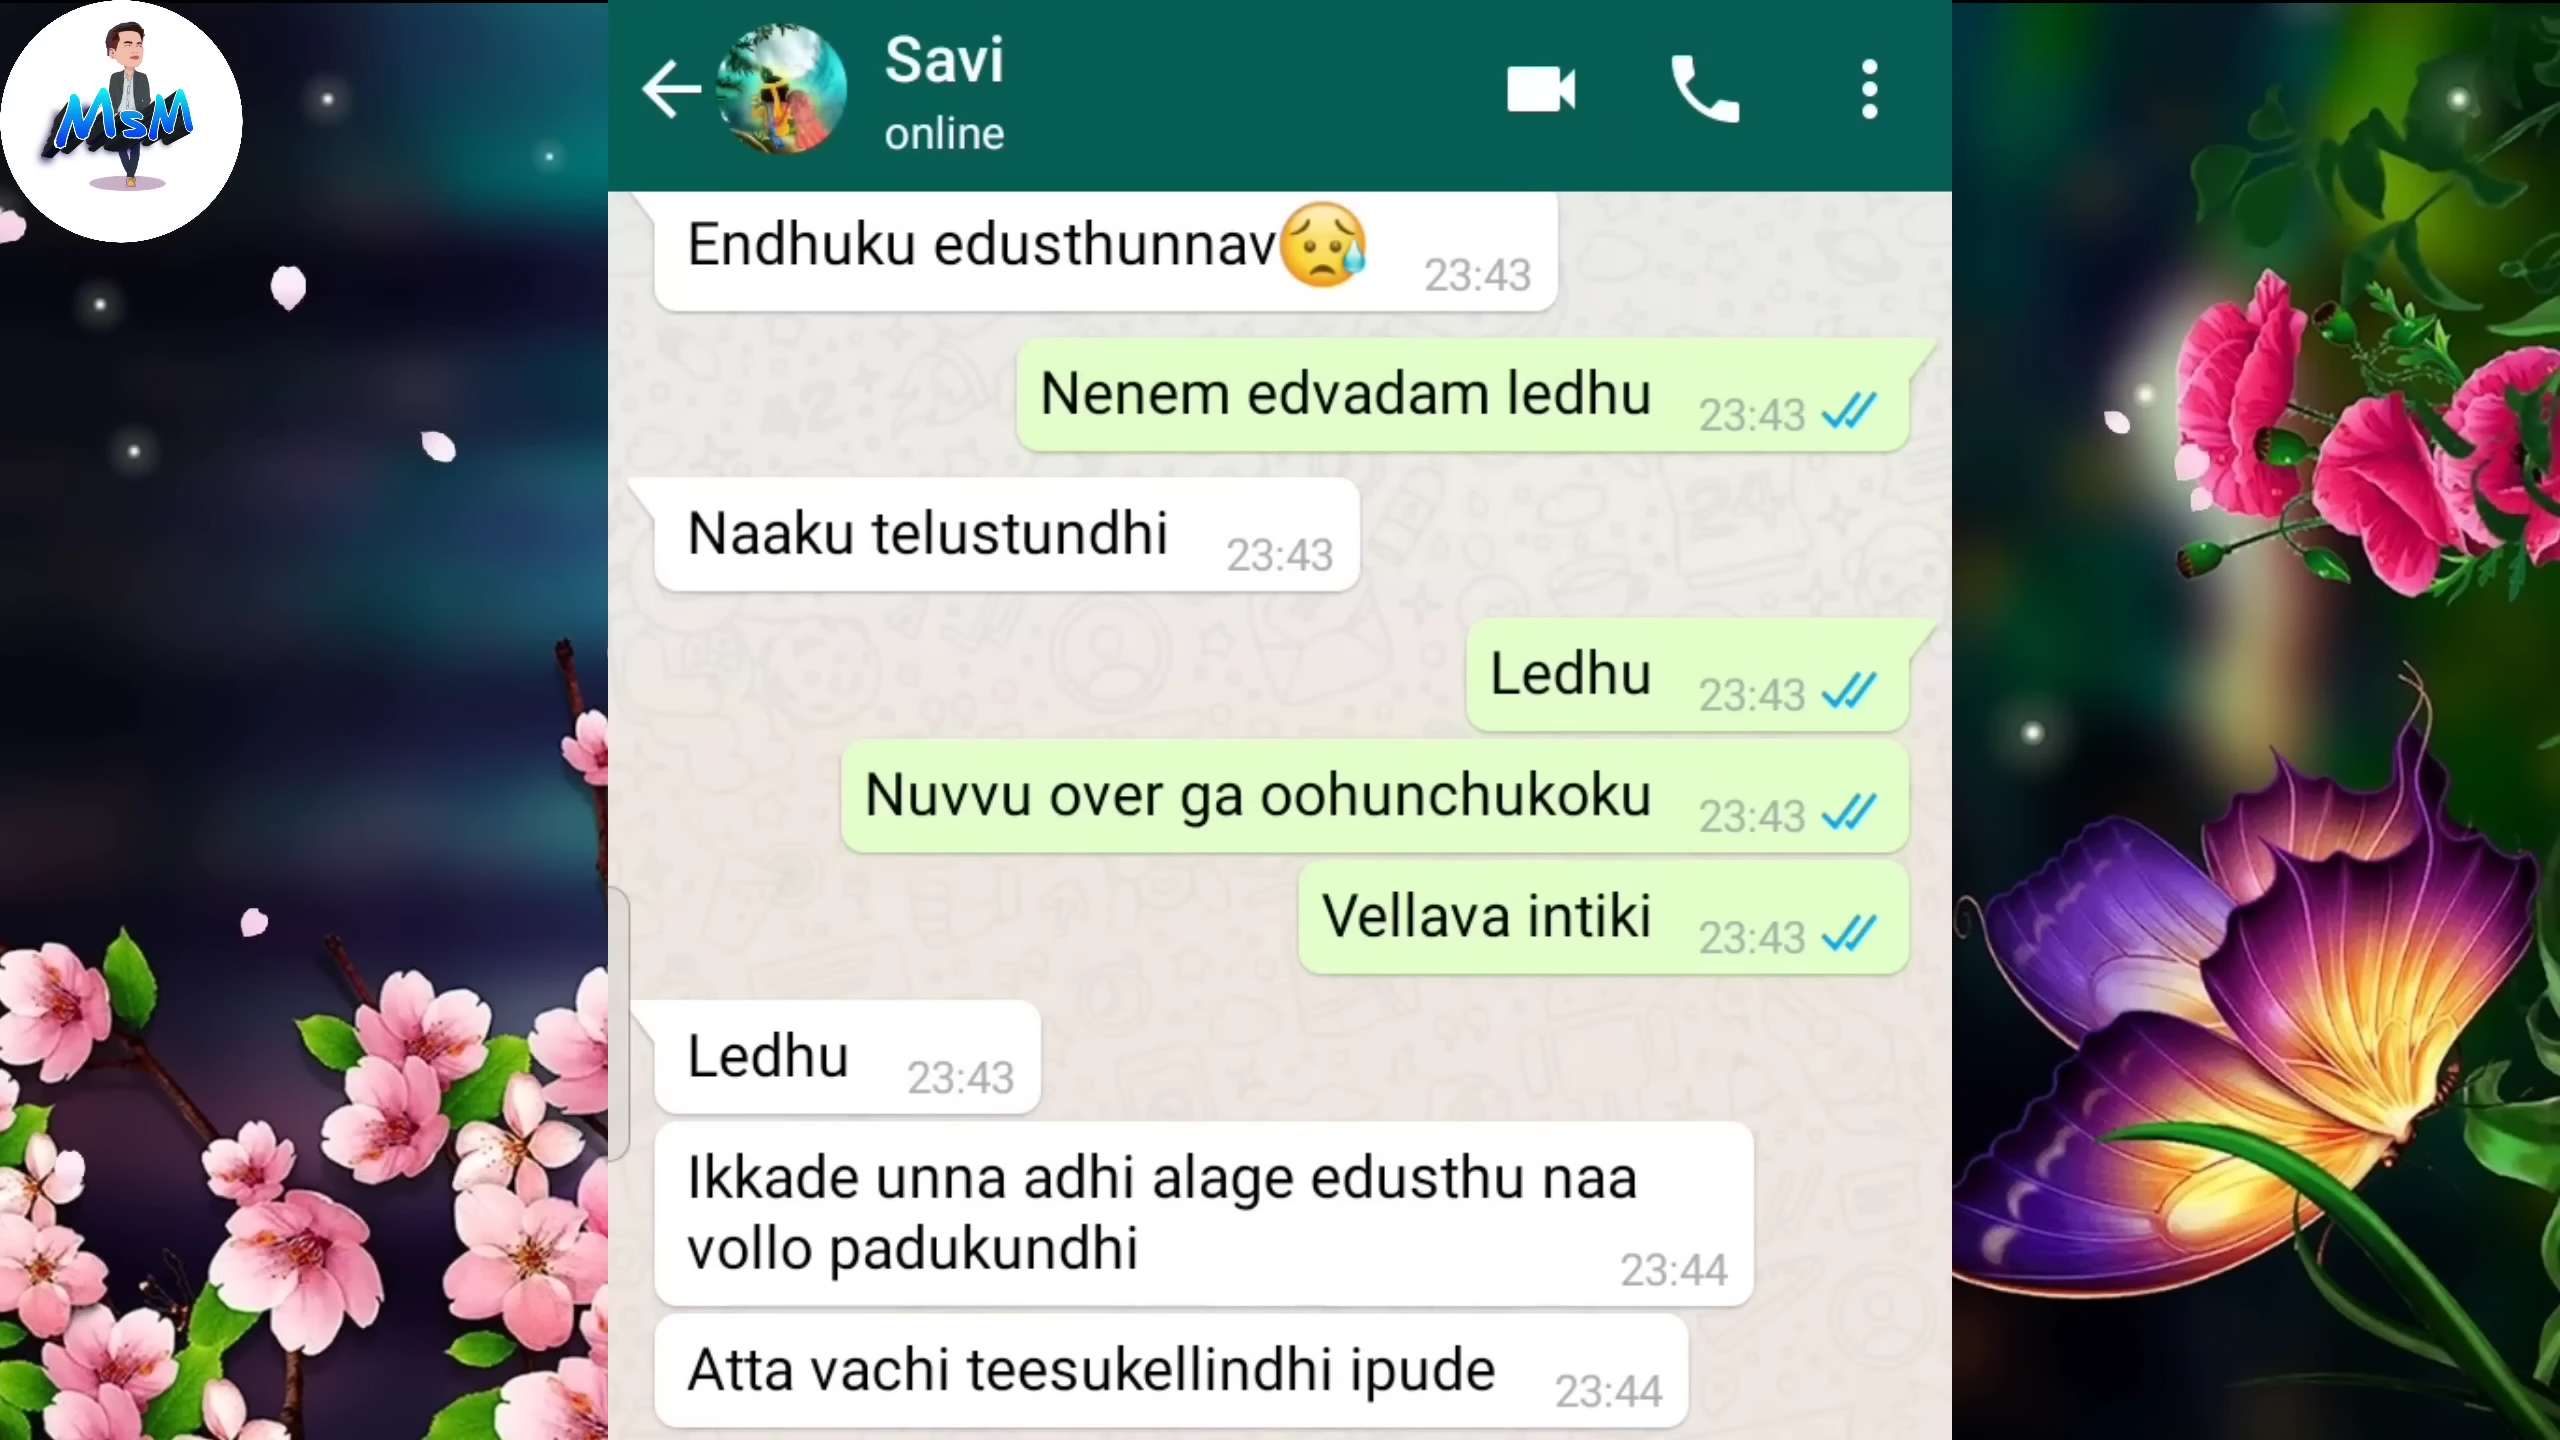 MsM
Savi
online
Endhuku edusthunnav😥 23:43
Nenem edvadam ledhu 23:43
Naaku telustundhi 23:43
Ledhu 23:43
Nuvvu over ga oohunchukoku 23:43
Vellava intiki 23:43
Ledhu 23:43
Ikkade unna adhi alage edusthu naa
vollo padukundhi 23:44
Atta vachi teesukellindhi ipude 23:44